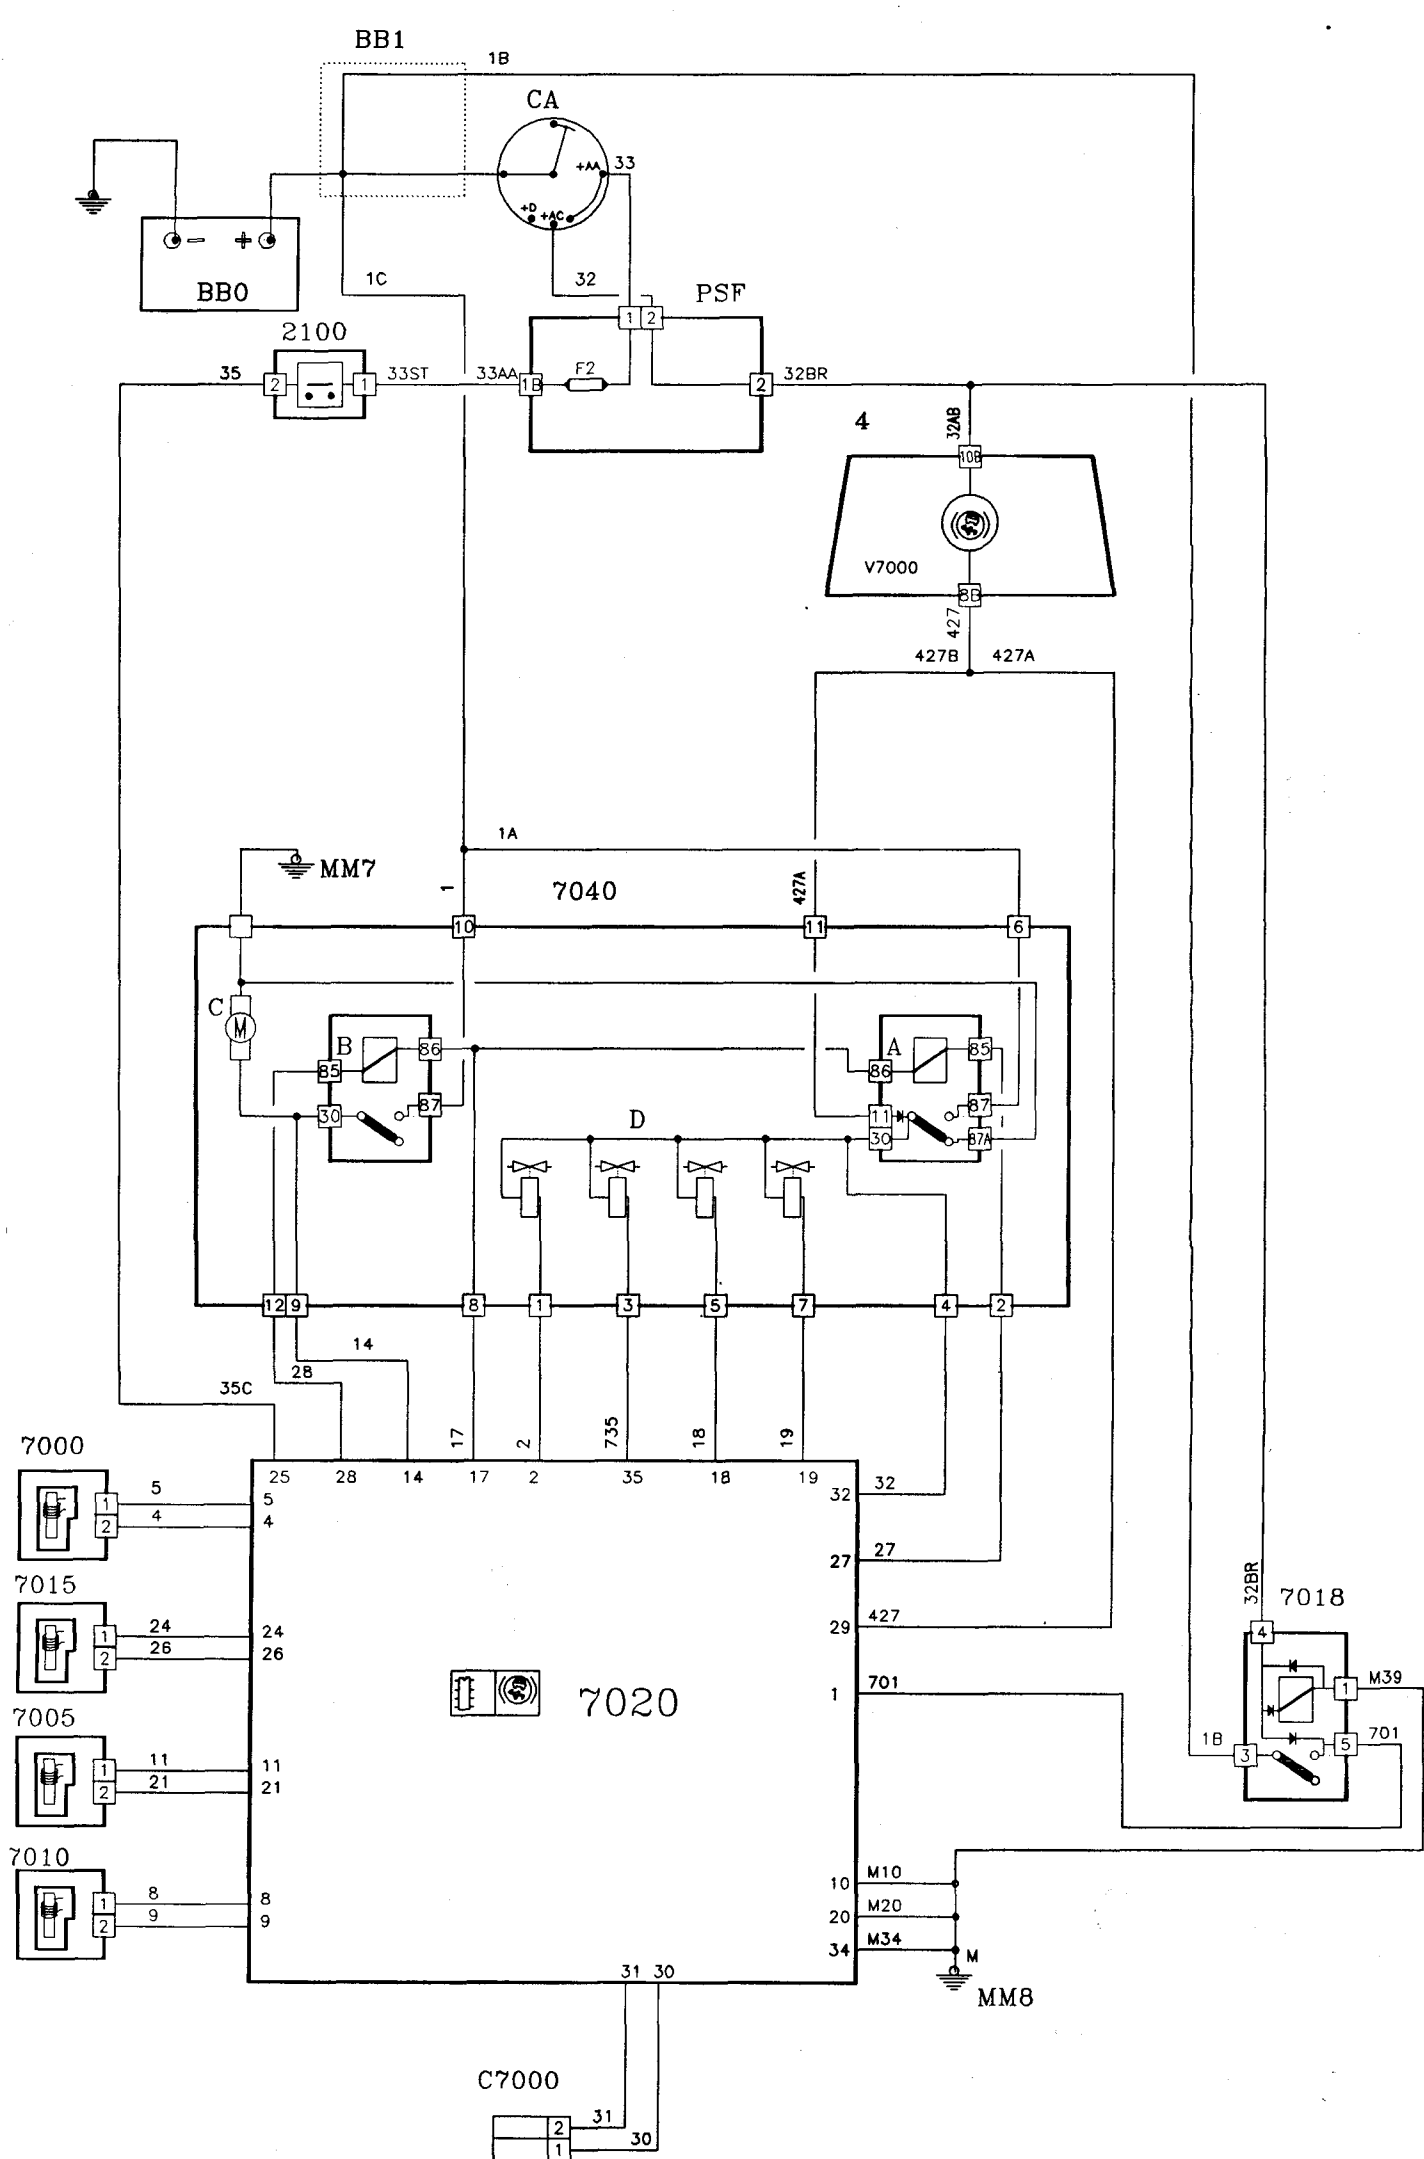 BB1
1B
CA
+AA 33
+D +AC
- +
BB0
1C
32
PSF
1 2
2100
35 2 1 33ST 33AA 1B F2 2 32BR
4
32AB
10B
V7000
8B
427
427B 427A
1A
MM7
1
7040
427A
10 11 6
C
M
B 86 A 85
85 86
87 87
30 11
D 30 87A
12 9 8 1 3 5 7 4 2
14
28
35C
17 2 735 18 19
7000
25 28 14 17 2 35 18 19
1 5 5
2 4 4
32 32
27 27
7015
1 24 24
2 26 26
29 427
32BR
7018
4
7020
1 701
1 M39
7005
1 11 11
2 21 21
1B 3 5 701
7010
1 8 8
2 9 9
10 M10
20 M20
34 M34
M
MM8
31 30
C7000
2 31
1 30